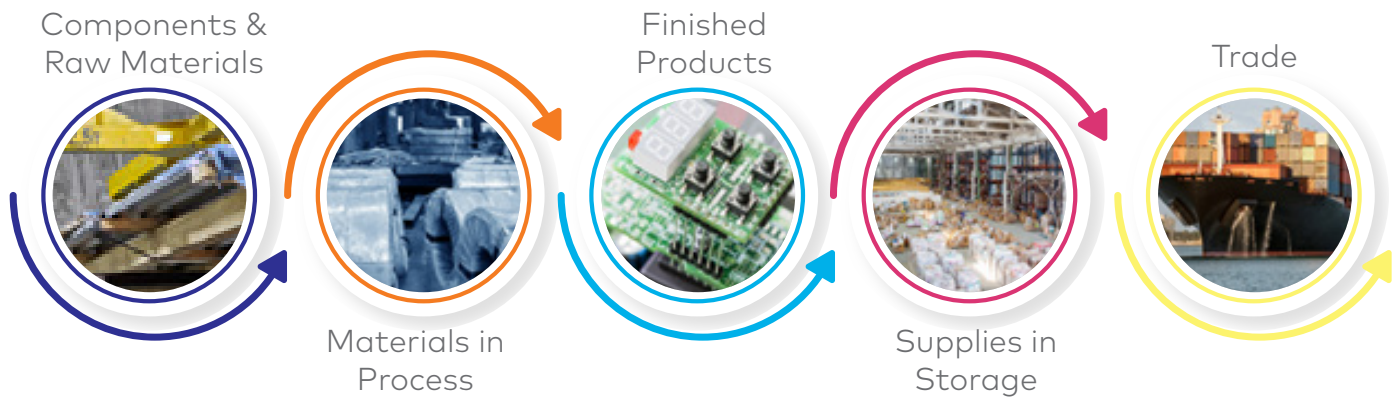 Components &
Raw Materials
Materials in
Process
Finished
Products
Supplies in
Storage
Trade